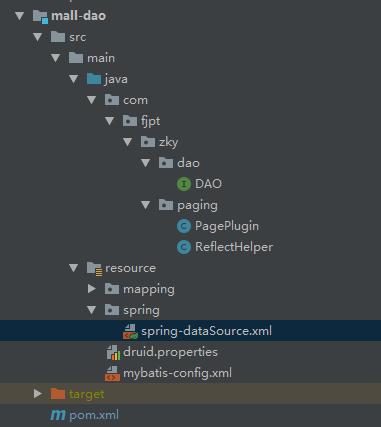 mall-dao
src
main
java
com
fjpt
zky
dao
DAO
paging
PagePlugin
ReflectHelper
resource
mapping
spring
spring-dataSource.xml
druid.properties
mybatis-config.xml
target
pom.xml